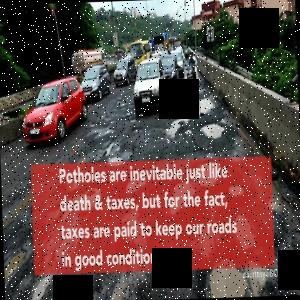 Potholes are inevitable just like
death & taxes, but for the fact,
taxes are paid to keep our roads
in good condition